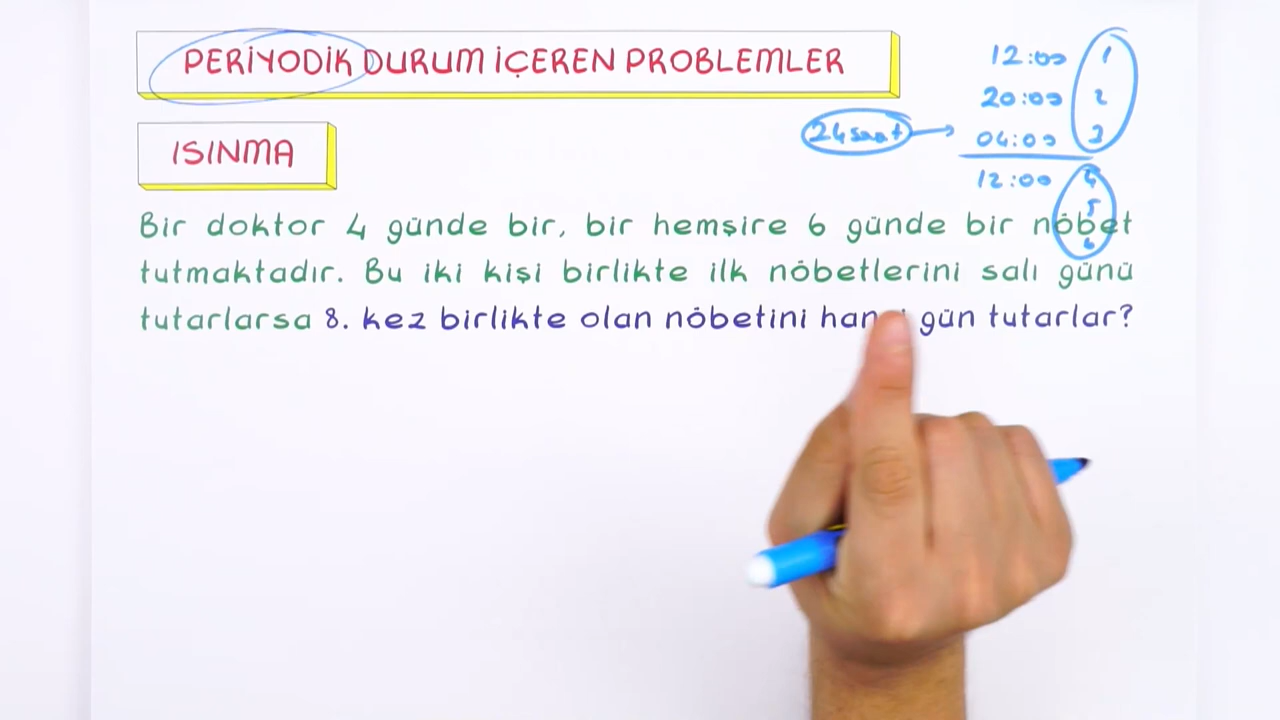 PERİYODİK DURUM İÇEREN PROBLEMLER
ISINMA
12:00 1
20:00 2
24 saat → 04:00 3
12:00 4
5
6
Bir doktor 4 günde bir, bir hemşire 6 günde bir nöbet
tutmaktadır. Bu iki kişi birlikte ilk nöbetlerini salı günü
tutarlarsa 8. kez birlikte olan nöbetini gün tutarlar?